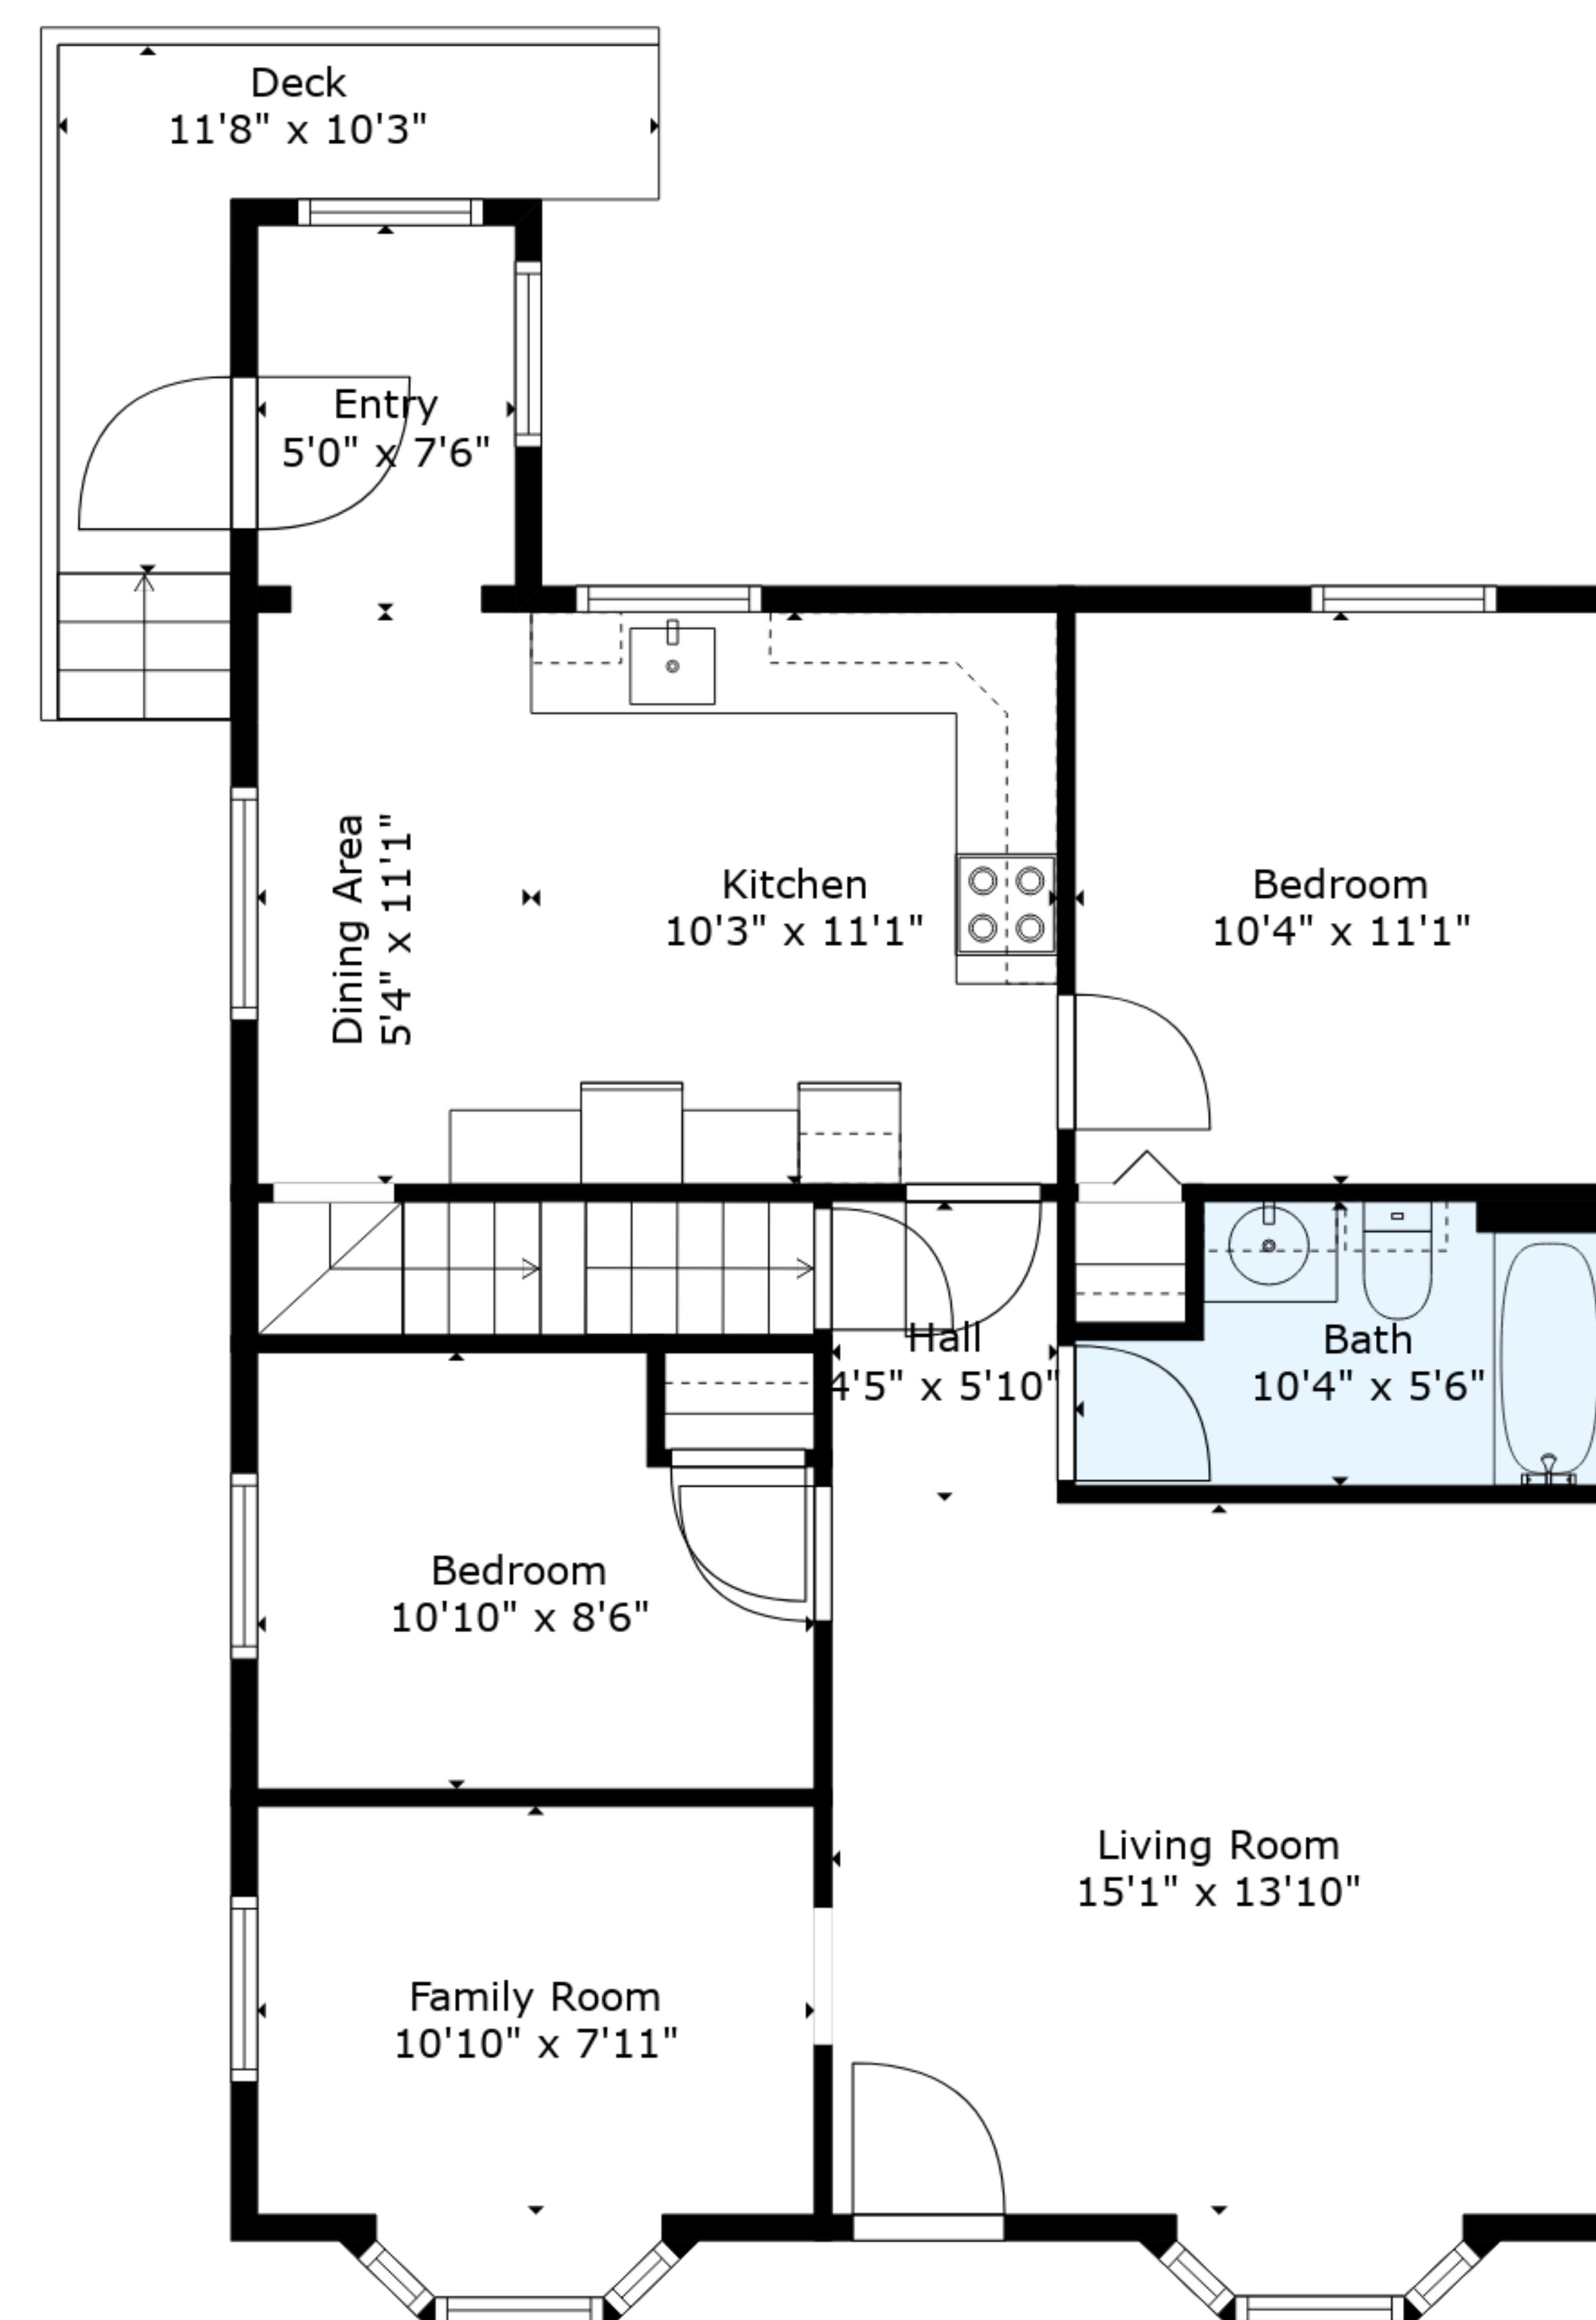 Deck
11'8" x 10'3"
Entry
5'0" x 7'6"
Dining Area
5'4" x 11'1"
Kitchen
10'3" x 11'1"
Bedroom
10'4" x 11'1"
Hall
4'5" x 5'10"
Bath
10'4" x 5'6"
Bedroom
10'10" x 8'6"
Living Room
15'1" x 13'10"
Family Room
10'10" x 7'11"